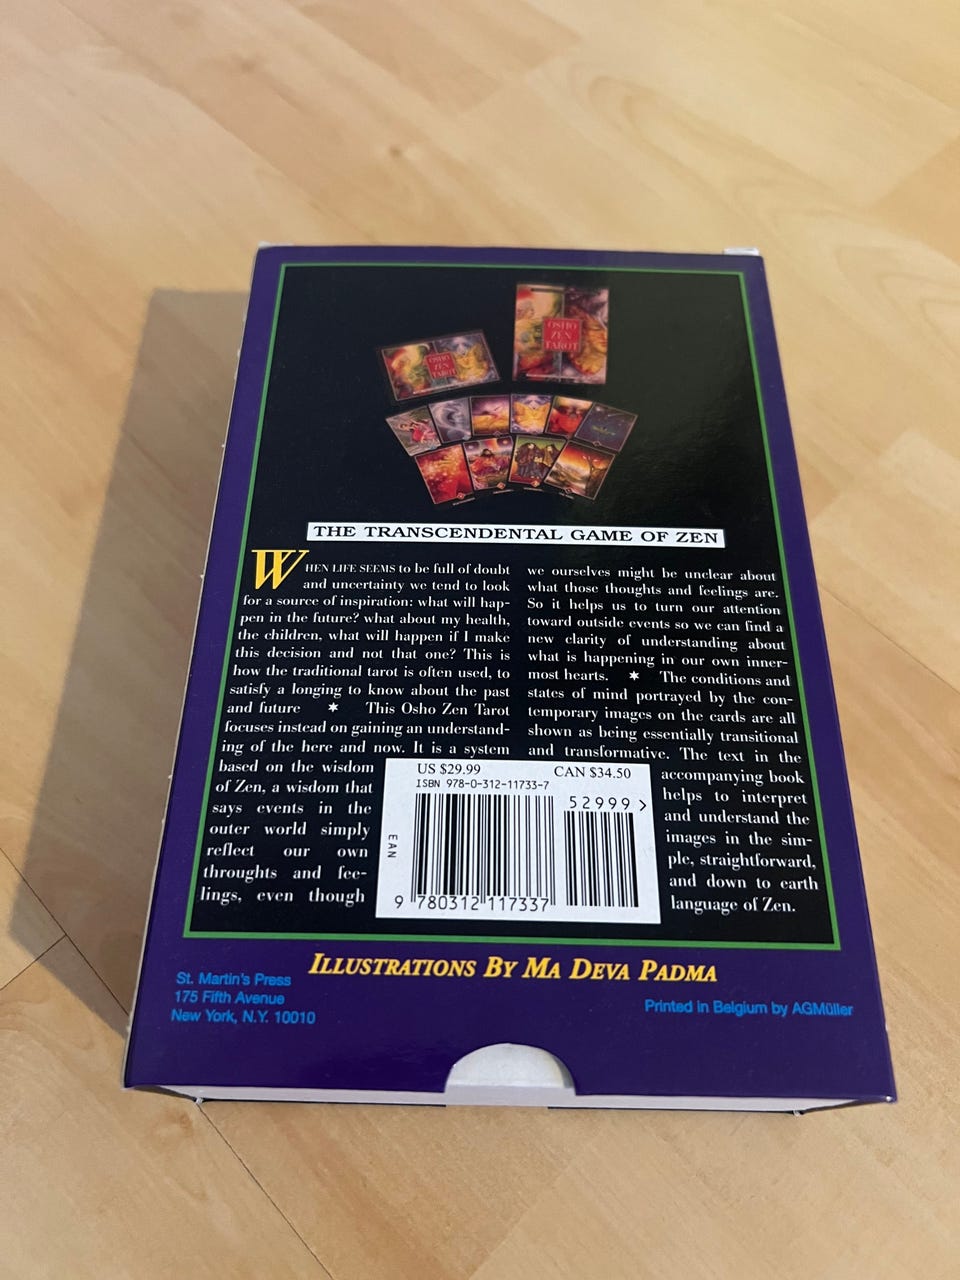 OSHO
ZEN
TAROT
OSHO
ZEN
TAROT
THE TRANSCENDENTAL GAME OF ZEN
WHEN LIFE SEEMS to be full of doubt
and uncertainty we tend to look
for a source of inspiration: what will hap-
pen in the future? what about my health,
the children, what will happen if I make
this decision and not that one? This is
how the traditional tarot is often used, to
satisfy a longing to know about the past
and future ✶ This Osho Zen Tarot
focuses instead on gaining an understand-
ing of the here and now. It is a system
based on the wisdom
of Zen, a wisdom that
says events in the
outer world simply
reflect our own
throughts and fee-
lings, even though
we ourselves might be unclear about
what those thoughts and feelings are.
So it helps us to turn our attention
toward outside events so we can find a
new clarity of understanding about
what is happening in our own inner-
most hearts. ✶ The conditions and
states of mind portrayed by the con-
temporary images on the cards are all
shown as being essentially transitional
and transformative. The text in the
accompanying book
helps to interpret
and understand the
images in the sim-
ple, straightforward,
and down to earth
language of Zen.
US $29.99 CAN $34.50
ISBN 978-0-312-11733-7
52999>
EAN
9 780312 117337
ILLUSTRATIONS BY MA DEVA PADMA
St. Martin's Press
175 Fifth Avenue
New York, N.Y. 10010
Printed in Belgium by AGMüller